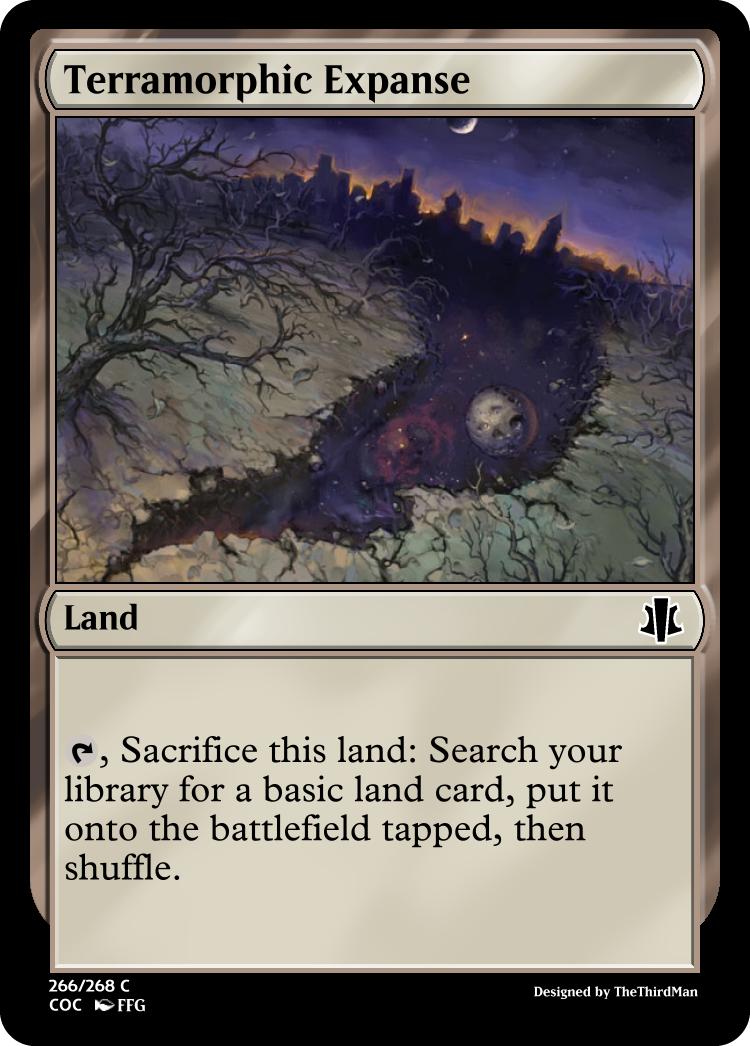 Terramorphic Expanse
Land
, Sacrifice this land: Search your
library for a basic land card, put it
onto the battlefield tapped, then
shuffle.
266/268 C
COC FFG
Designed by TheThirdMan